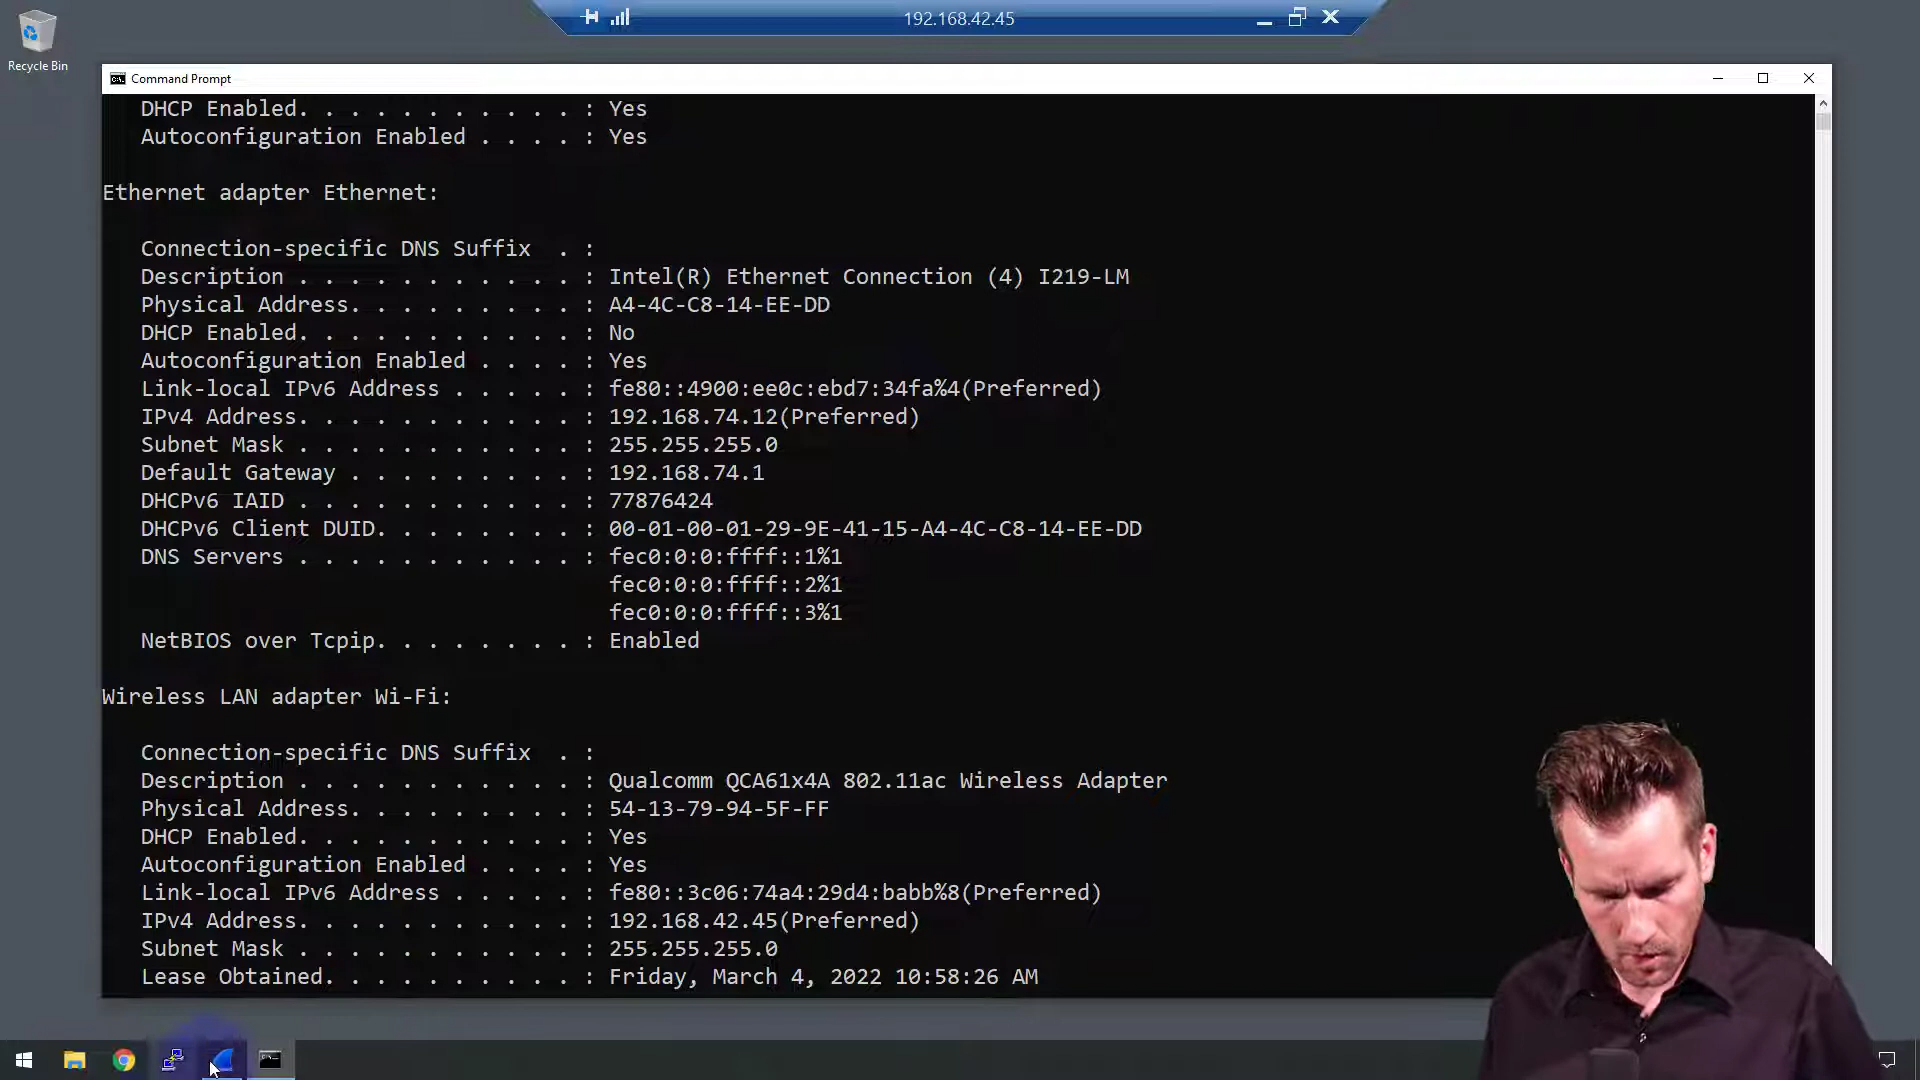 192.168.42.45
Recycle Bin
Command Prompt
DHCP Enabled. . . . . . . . . . . : Yes
Autoconfiguration Enabled . . . . : Yes
Ethernet adapter Ethernet:
Connection-specific DNS Suffix  . :
Description . . . . . . . . . . . : Intel(R) Ethernet Connection (4) I219-LM
Physical Address. . . . . . . . . : A4-4C-C8-14-EE-DD
DHCP Enabled. . . . . . . . . . . : No
Autoconfiguration Enabled . . . . : Yes
Link-local IPv6 Address . . . . . : fe80::4900:ee0c:ebd7:34fa%4(Preferred)
IPv4 Address. . . . . . . . . . . : 192.168.74.12(Preferred)
Subnet Mask . . . . . . . . . . . : 255.255.255.0
Default Gateway . . . . . . . . . : 192.168.74.1
DHCPv6 IAID . . . . . . . . . . . : 77876424
DHCPv6 Client DUID. . . . . . . . : 00-01-00-01-29-9E-41-15-A4-4C-C8-14-EE-DD
DNS Servers . . . . . . . . . . . : fec0:0:0:ffff::1%1
fec0:0:0:ffff::2%1
fec0:0:0:ffff::3%1
NetBIOS over Tcpip. . . . . . . . : Enabled
Wireless LAN adapter Wi-Fi:
Connection-specific DNS Suffix  . :
Description . . . . . . . . . . . : Qualcomm QCA61x4A 802.11ac Wireless Adapter
Physical Address. . . . . . . . . : 54-13-79-94-5F-FF
DHCP Enabled. . . . . . . . . . . : Yes
Autoconfiguration Enabled . . . . : Yes
Link-local IPv6 Address . . . . . : fe80::3c06:74a4:29d4:babb%8(Preferred)
IPv4 Address. . . . . . . . . . . : 192.168.42.45(Preferred)
Subnet Mask . . . . . . . . . . . : 255.255.255.0
Lease Obtained. . . . . . . . . . : Friday, March 4, 2022 10:58:26 AM